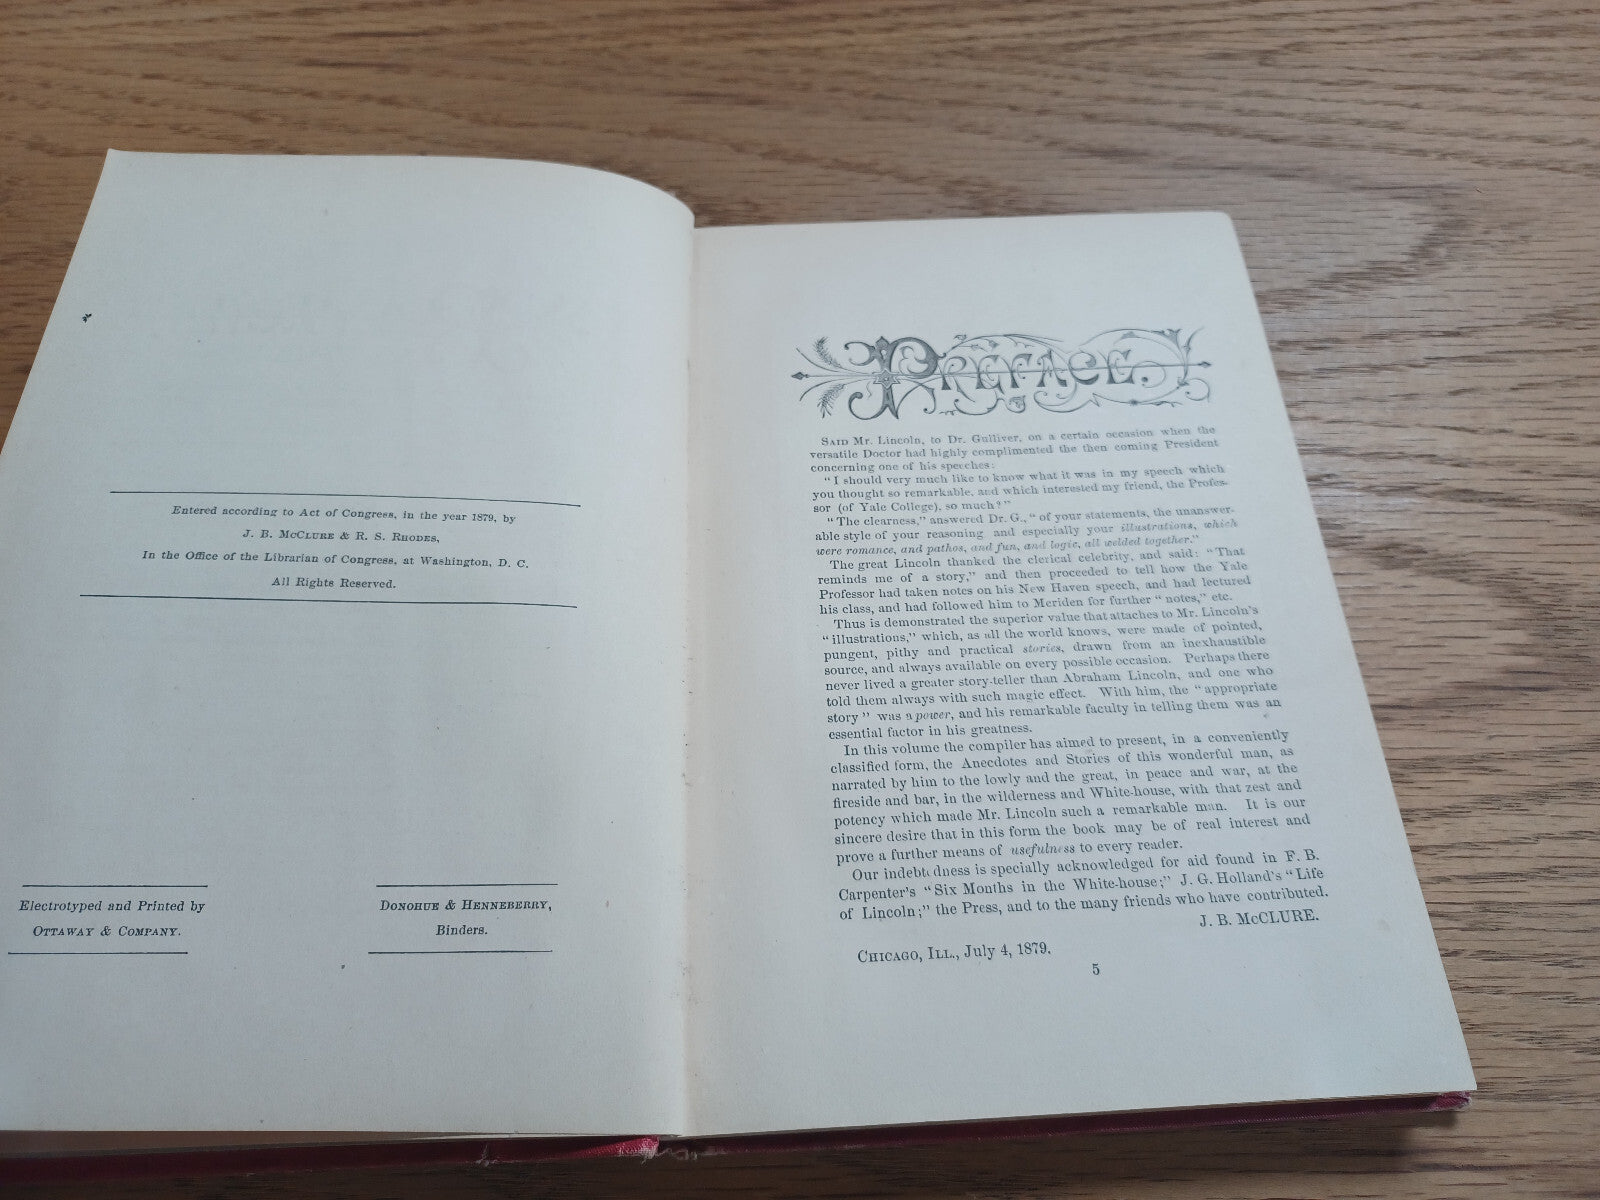 Entered according to Act of Congress, in the year 1879, by
J. B. McClure & R. S. Rhodes,
In the Office of the Librarian of Congress, at Washington, D. C.
All Rights Reserved.
Electrotyped and Printed by
Ottaway & Company.
Donohue & Henneberry,
Binders.
PREFACE.
Said Mr. Lincoln, to Dr. Gulliver, on a certain occasion when the
versatile Doctor had highly complimented the then coming President
concerning one of his speeches:
"I should very much like to know what it was in my speech which
you thought so remarkable, and which interested my friend, the Profes-
sor (of Yale College), so much?"
"The clearness," answered Dr. G., "of your statements, the unanswer-
able style of your reasoning and especially your illustrations, which
were romance, and pathos, and fun, and logic, all welded together."
The great Lincoln thanked the clerical celebrity, and said: "That
reminds me of a story," and then proceeded to tell how the Yale
Professor had taken notes on his New Haven speech, and had lectured
his class, and had followed him to Meriden for further "notes," etc.
Thus is demonstrated the superior value that attaches to Mr. Lincoln's
"illustrations," which, as all the world knows, were made of pointed,
pungent, pithy and practical stories, drawn from an inexhaustible
source, and always available on every possible occasion. Perhaps there
never lived a greater story-teller than Abraham Lincoln, and one who
told them always with such magic effect. With him, the "appropriate
story" was a power, and his remarkable faculty in telling them was an
essential factor in his greatness.
In this volume the compiler has aimed to present, in a conveniently
classified form, the Anecdotes and Stories of this wonderful man, as
narrated by him to the lowly and the great, in peace and war, at the
fireside and bar, in the wilderness and White-house, with that zest and
potency which made Mr. Lincoln such a remarkable man. It is our
sincere desire that in this form the book may be of real interest and
prove a further means of usefulness to every reader.
Our indebtedness is specially acknowledged for aid found in F. B.
Carpenter's "Six Months in the White-house;" J. G. Holland's "Life
of Lincoln;" the Press, and to the many friends who have contributed.
J. B. McCLURE.
Chicago, Ill., July 4, 1879.
5